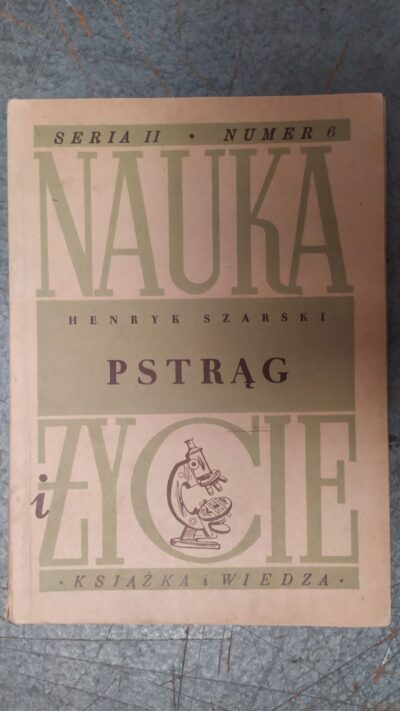 SERIA II • NUMER 6
NAUKA
HENRYK SZARSKI
PSTRĄG
i ŻYCIE
• KSIĄŻKA i WIEDZA •